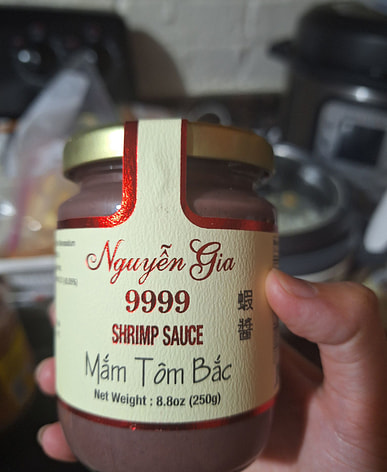 Nguyễn Gia
9999
SHRIMP SAUCE
Mắm Tôm Bắc
Net Weight : 8.8oz (250g)
蝦醬